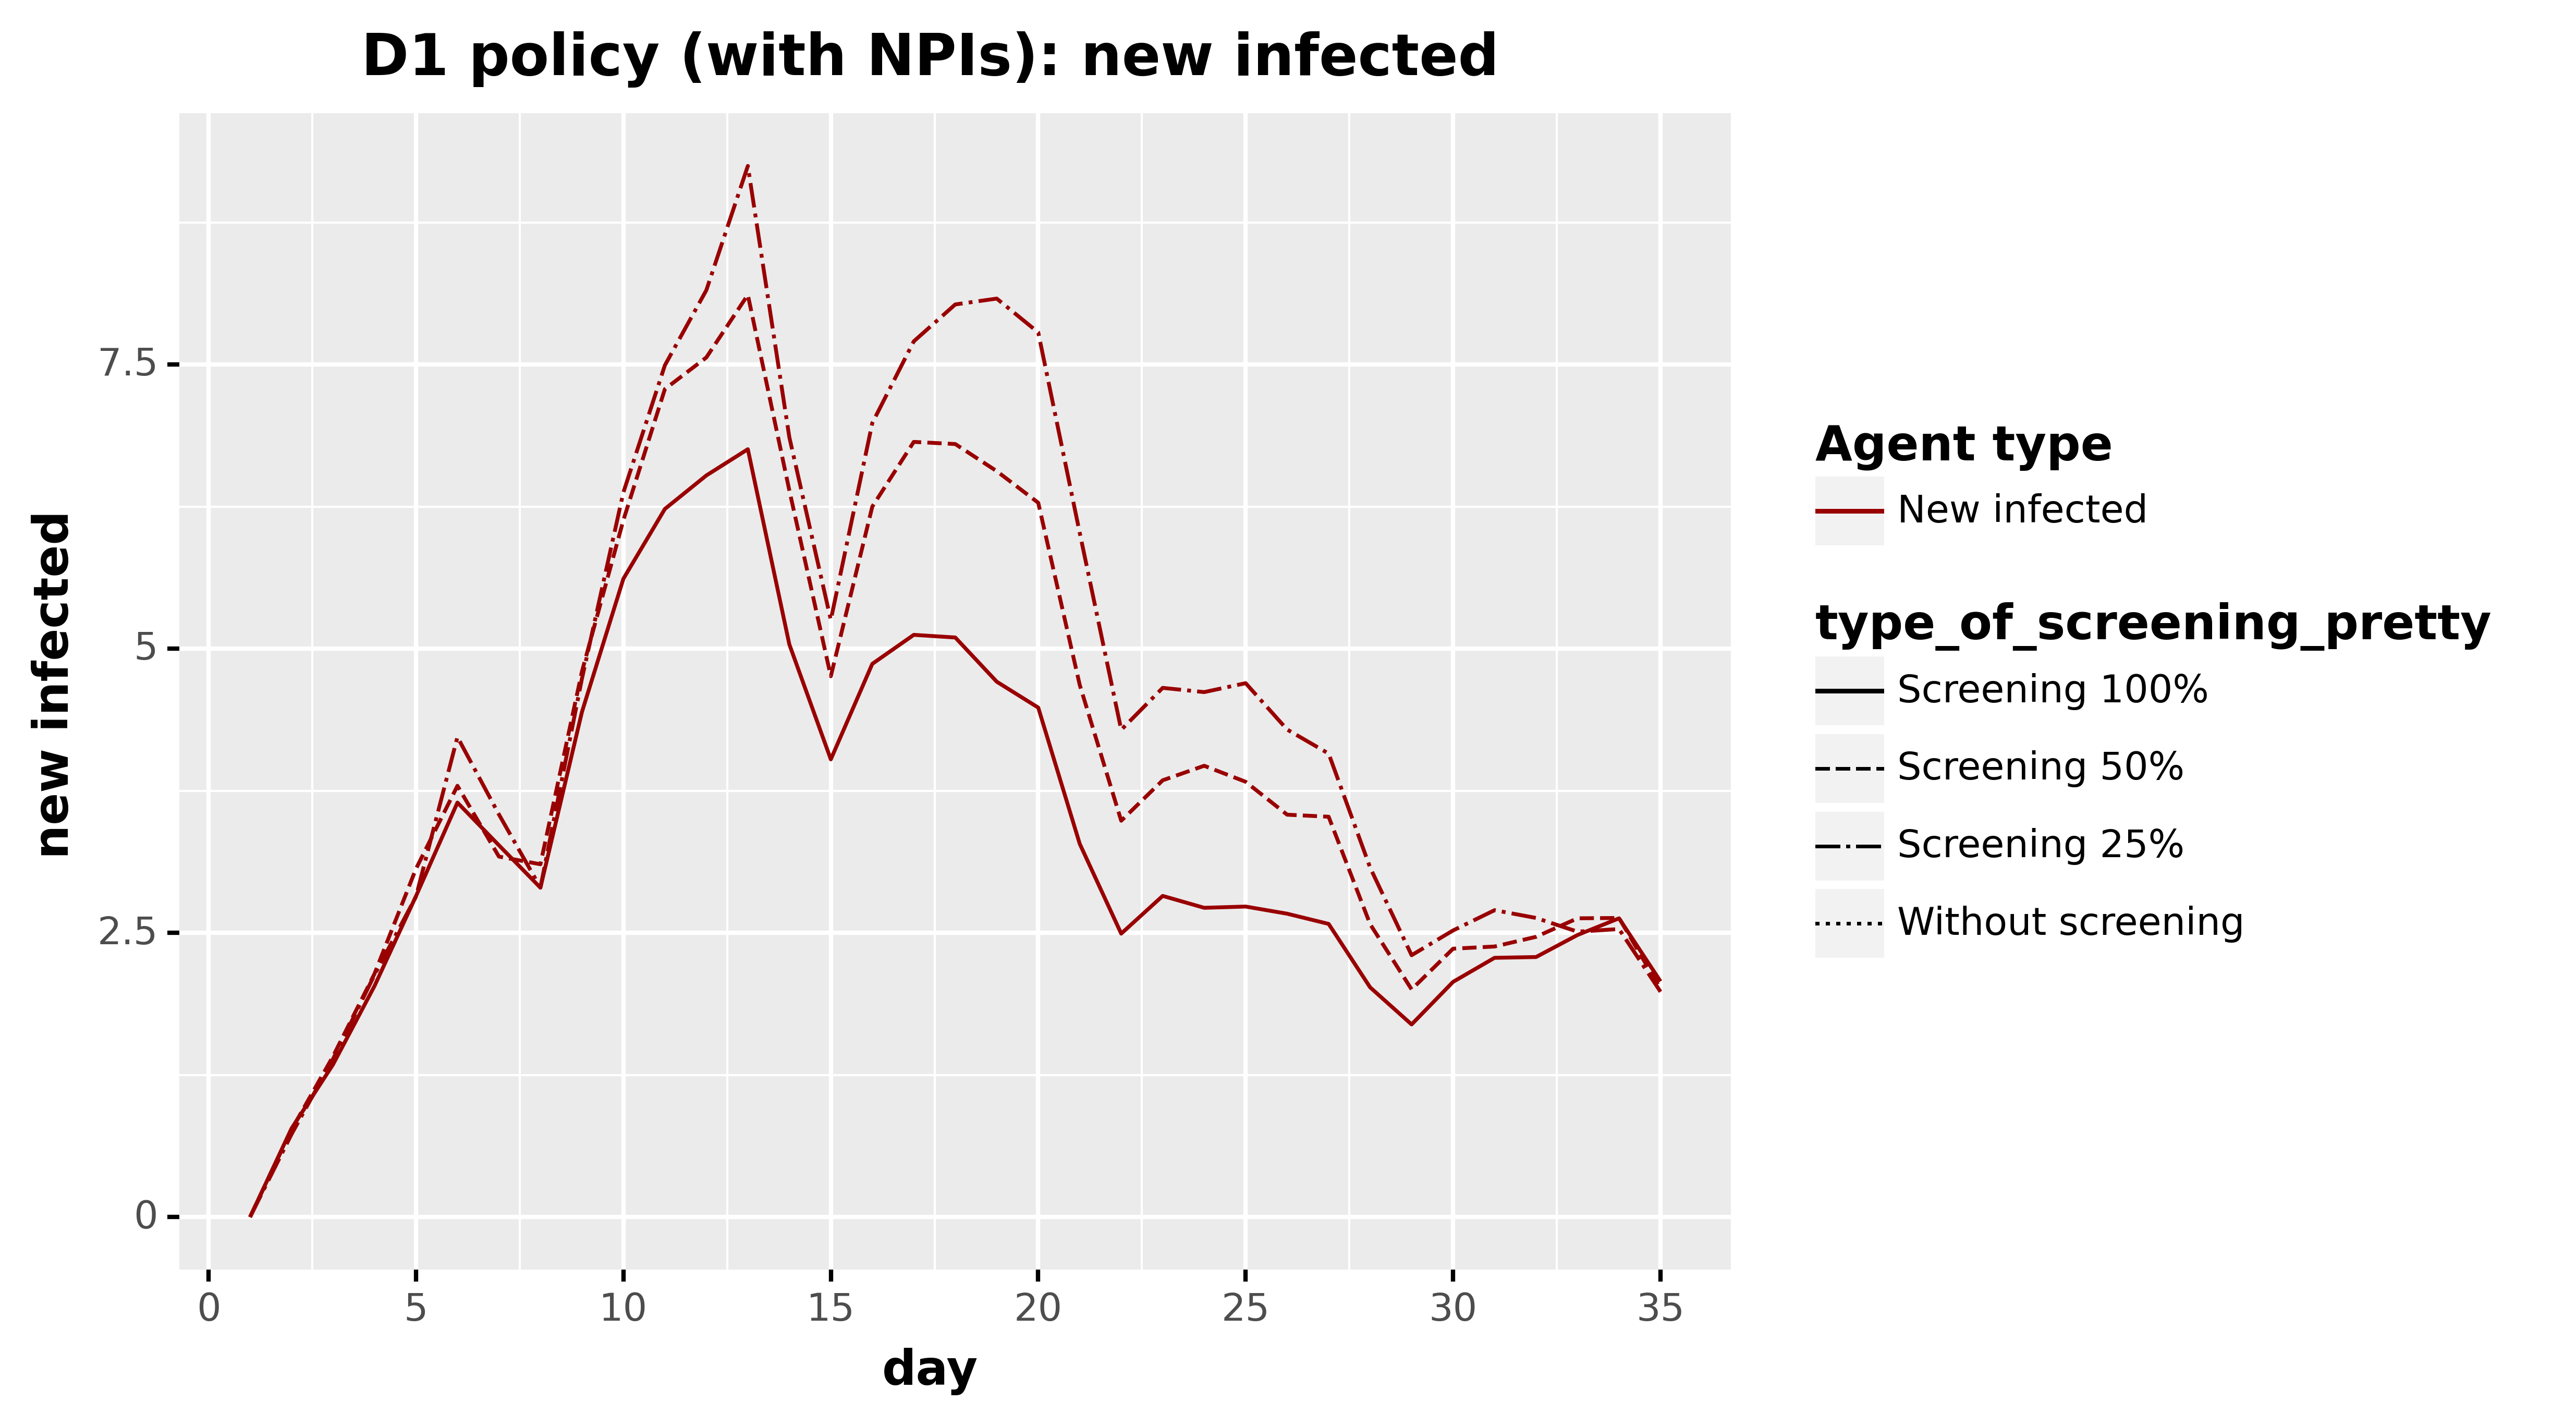 D1 policy (with NPIs): new infected
new infected
7.5
5
2.5
0
0 5 10 15 20 25 30 35
day
Agent type
New infected
type_of_screening_pretty
Screening 100%
Screening 50%
Screening 25%
Without screening